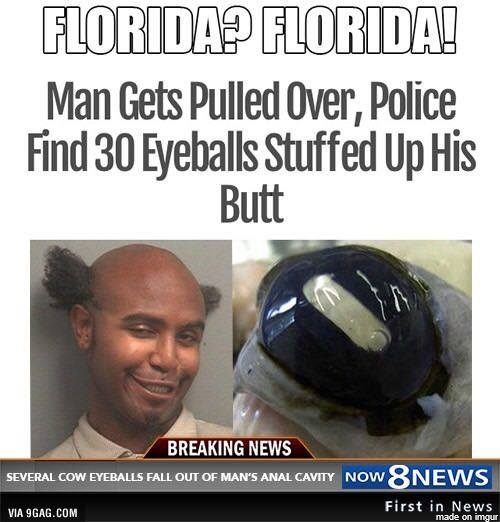 FLORIDA? FLORIDA!
Man Gets Pulled Over, Police
Find 30 Eyeballs Stuffed Up His
Butt
BREAKING NEWS
SEVERAL COW EYEBALLS FALL OUT OF MAN'S ANAL CAVITY
NOW 8 NEWS
First in News
VIA 9GAG.COM
made on imgur